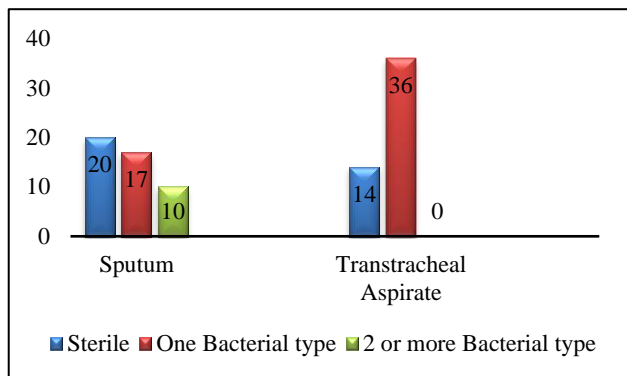 40
30
20
10
0
20
17
10
14
36
0
Sputum
Transtracheal
Aspirate
Sterile One Bacterial type 2 or more Bacterial type